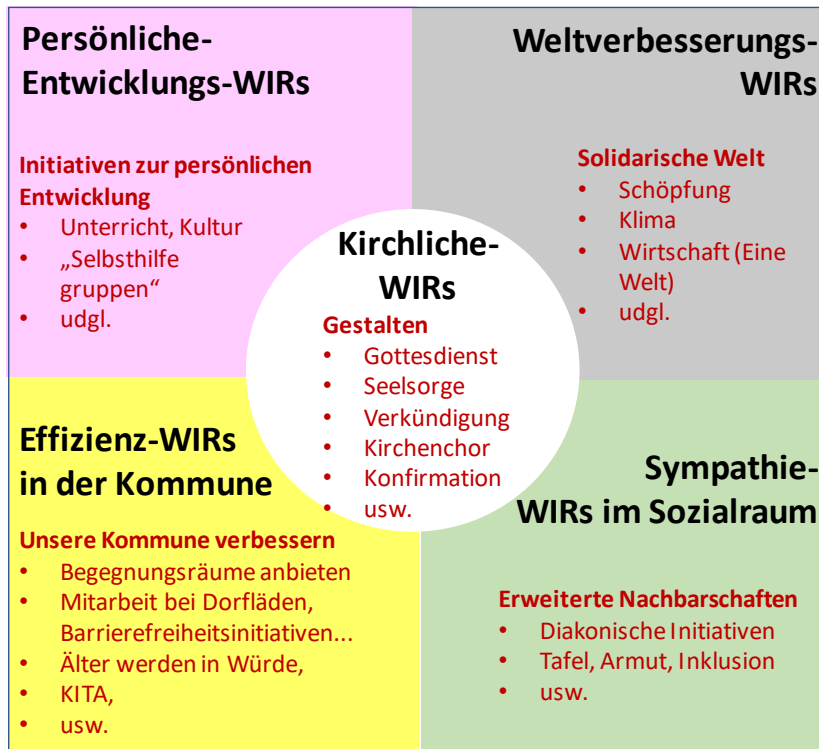 Persönliche-
Entwicklungs-WIRs
Initiativen zur persönlichen
Entwicklung
• Unterricht, Kultur
• „Selbsthilfe
gruppen“
• udgl.
Weltverbesserungs-
WIRs
Solidarische Welt
• Schöpfung
• Klima
• Wirtschaft (Eine
Welt)
• udgl.
Kirchliche-
WIRs
Gestalten
• Gottesdienst
• Seelsorge
• Verkündigung
• Kirchenchor
• Konfirmation
• usw.
Effizienz-WIRs
in der Kommune
Unsere Kommune verbessern
• Begegnungsräume anbieten
• Mitarbeit bei Dorfläden,
Barrierefreiheitsinitiativen...
• Älter werden in Würde,
• KITA,
• usw.
Sympathie-
WIRs im Sozialraum
Erweiterte Nachbarschaften
• Diakonische Initiativen
• Tafel, Armut, Inklusion
• usw.